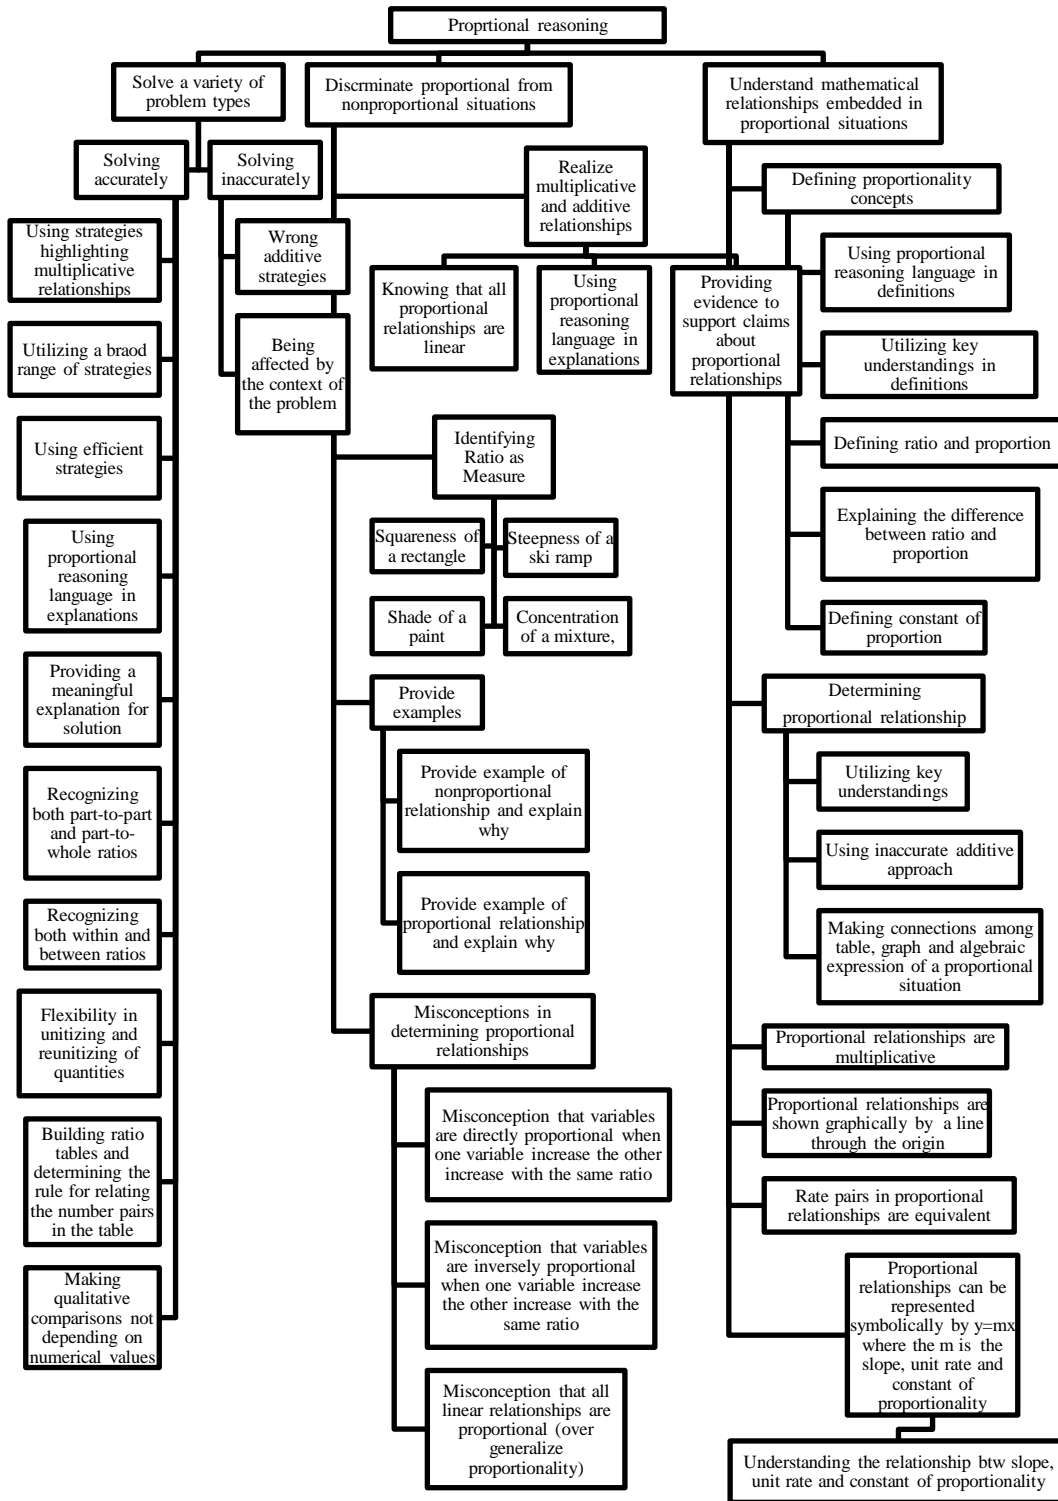 Proprtional reasoning
Solve a variety of
problem types
Discrminate proportional from
nonproportional situations
Understand mathematical
relationships embedded in
proportional situations
Solving
accurately
Solving
inaccurately
Using strategies
highlighting
multiplicative
relationships
Utilizing a braod
range of strategies
Using efficient
strategies
Using
proportional
reasoning
language in
explanations
Providing a
meaningful
explanation for
solution
Recognizing
both part-to-part
and part-to-
whole ratios
Recognizing
both within and
between ratios
Flexibility in
unitizing and
reunitizing of
quantities
Building ratio
tables and
determining the
rule for relating
the number pairs
in the table
Making
qualitative
comparisons not
depending on
numerical values
Wrong
additive
strategies
Being
affected by
the context of
the problem
Realize
multiplicative
and additive
relationships
Knowing that all
proportional
relationships are
linear
Using
proportional
reasoning
language in
explanations
Providing
evidence to
support claims
about
proportional
relationships
Identifying
Ratio as
Measure
Squareness of
a rectangle
Steepness of a
ski ramp
Shade of a
paint
Concentration
of a mixture,
Provide
examples
Provide example of
nonproportional
relationship and explain
why
Provide example of
proportional relationship
and explain why
Misconceptions in
determining proportional
relationships
Misconception that variables
are directly proportional when
one variable increase the other
increase with the same ratio
Misconception that variables
are inversely proportional
when one variable increase
the other increase with the
same ratio
Misconception that all
linear relationships are
proportional (over
generalize
proportionality)
Defining proportionality
concepts
Using proportional
reasoning language in
definitions
Utilizing key
understandings in
definitions
Defining ratio and proportion
Explaining the difference
between ratio and
proportion
Defining constant of
proportion
Determining
proportional relationship
Utilizing key
understandings
Using inaccurate additive
approach
Making connections among
table, graph and algebraic
expression of a proportional
situation
Proportional relationships are
multiplicative
Proportional relationships are
shown graphically by a line
through the origin
Rate pairs in proportional
relationships are equivalent
Proportional
relationships can be
represented
symbolically by y=mx
where the m is the
slope, unit rate and
constant of
proportionality
Understanding the relationship btw slope,
unit rate and constant of proportionality